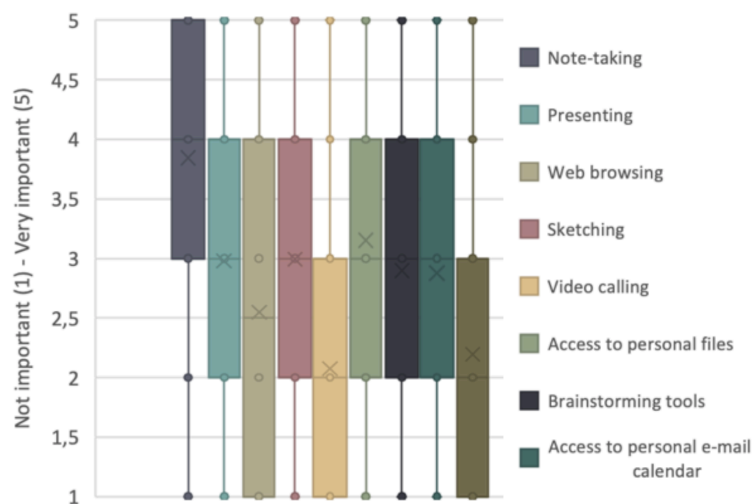 Not important (1) - Very important (5)
5
4,5
4
3,5
3
2,5
2
1,5
1
Note-taking
Presenting
Web browsing
Sketching
Video calling
Access to personal files
Brainstorming tools
Access to personal e-mail
calendar